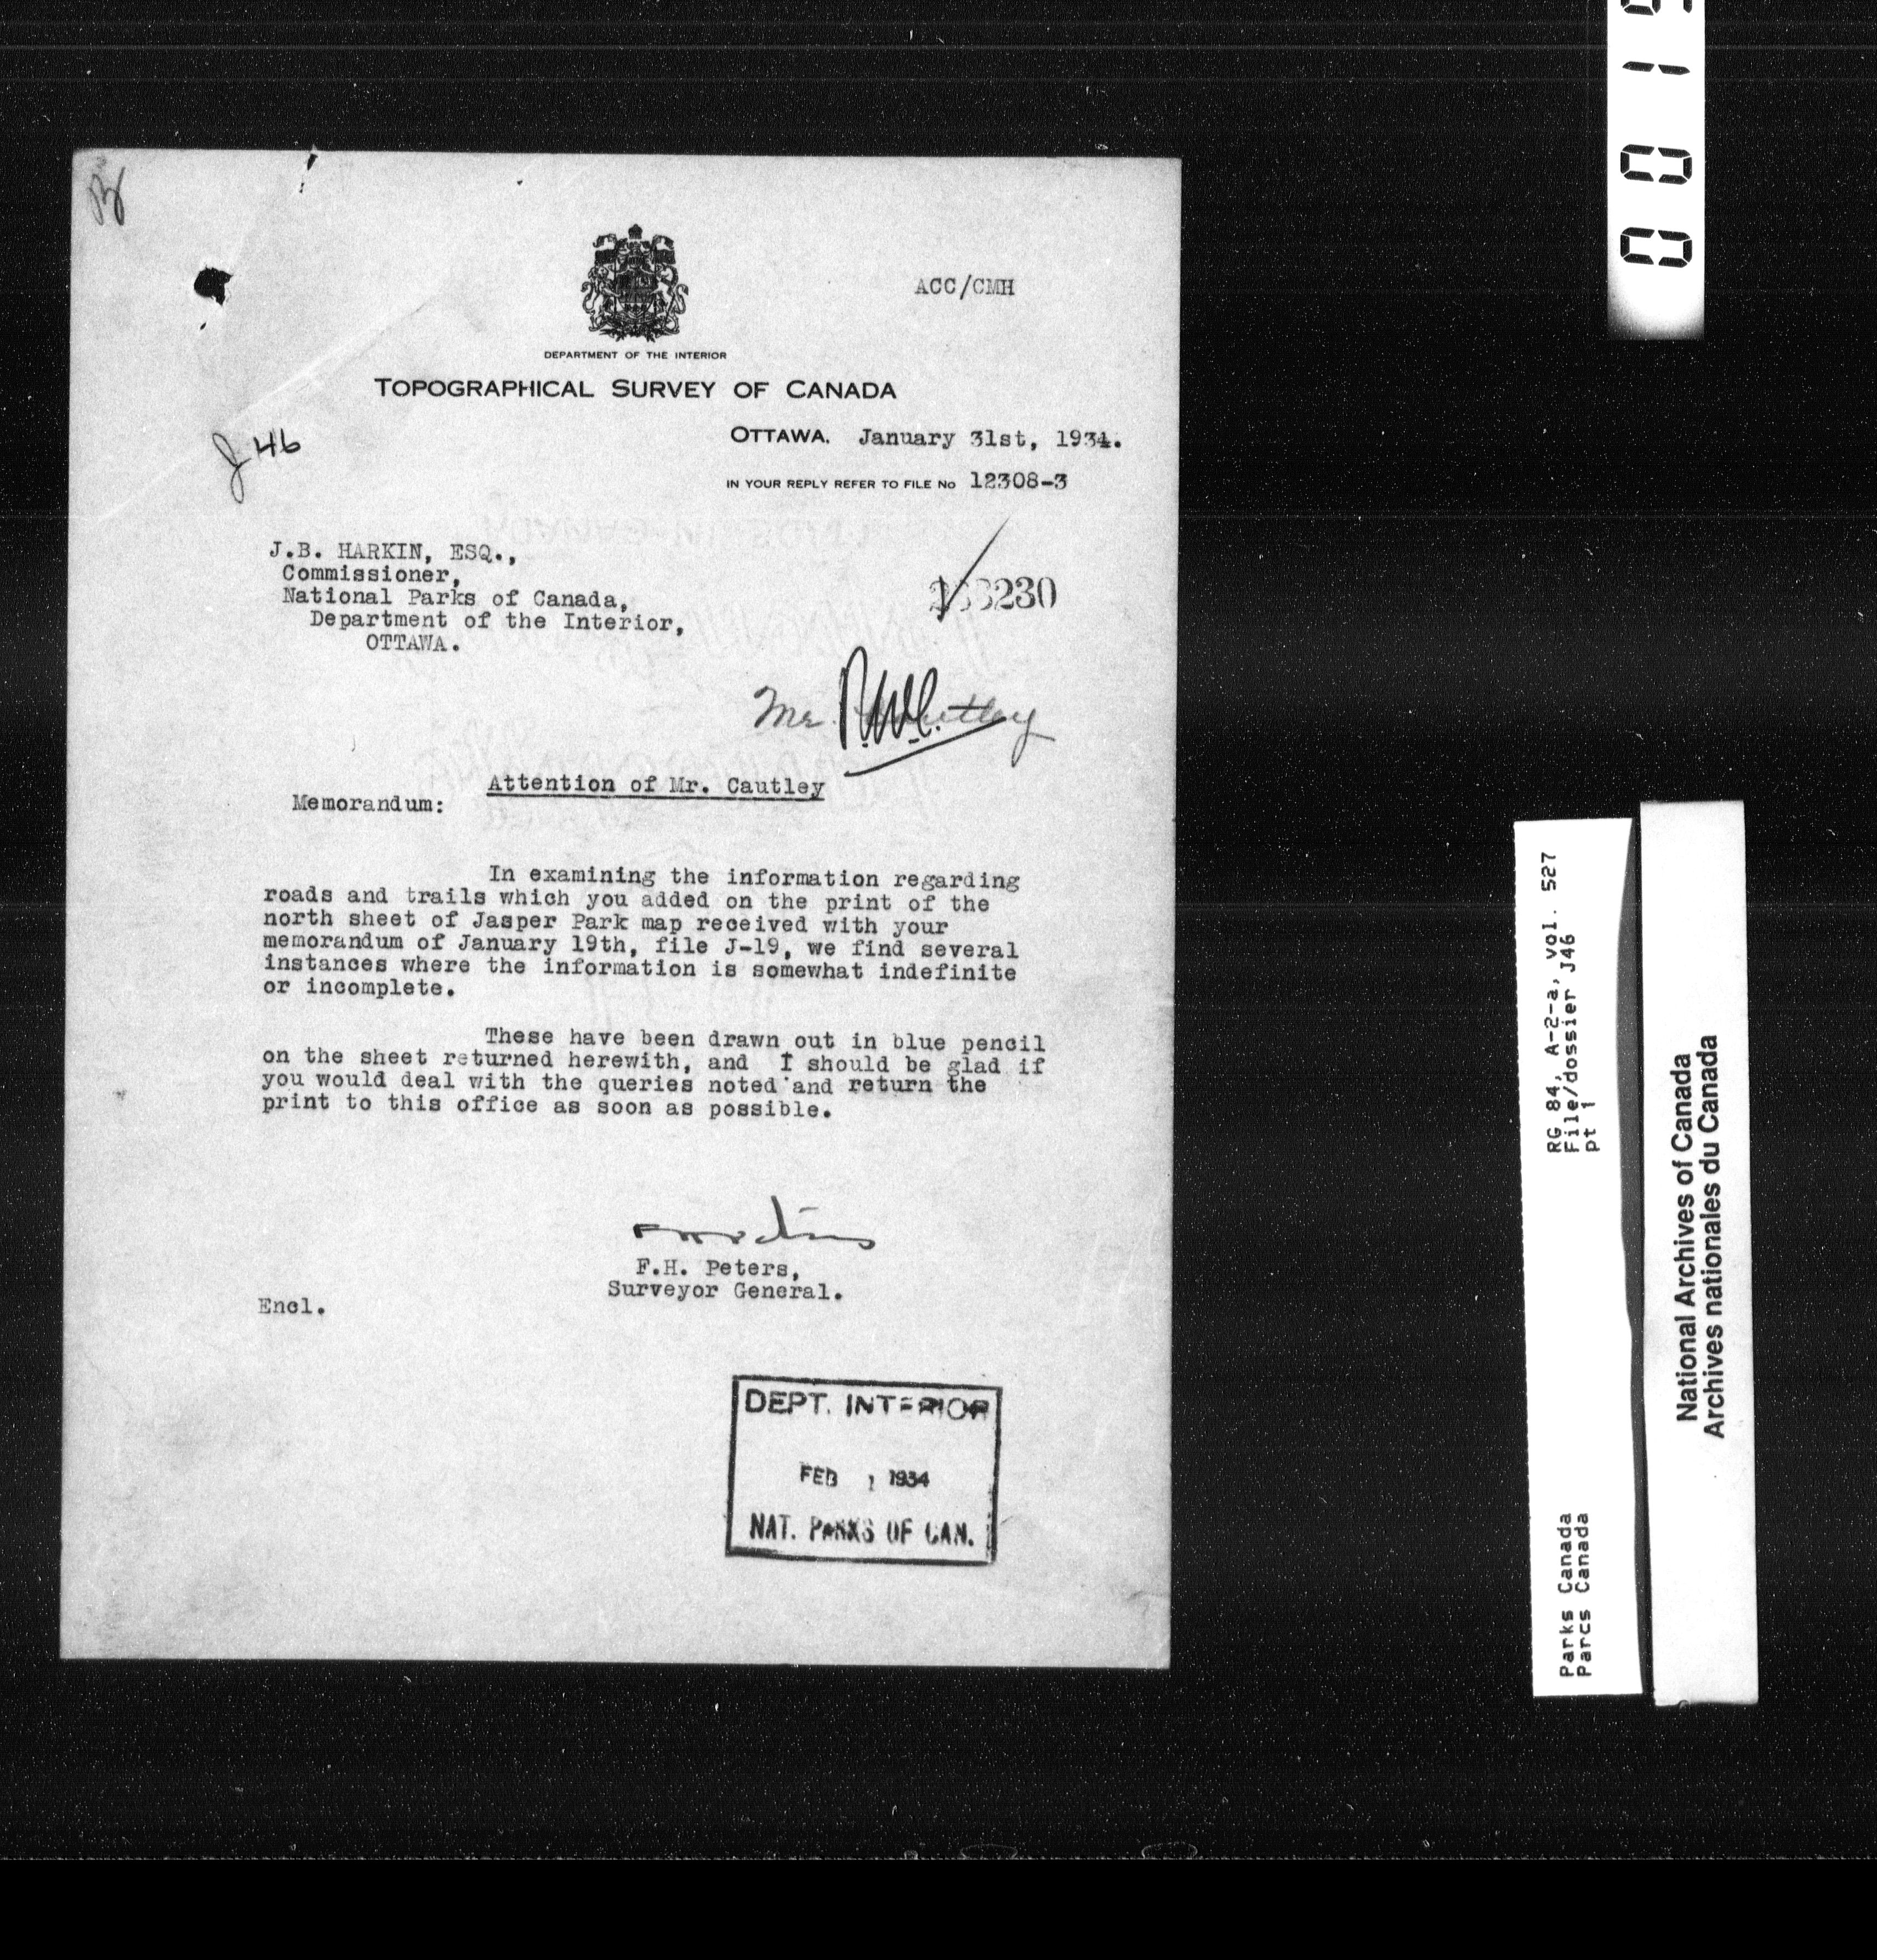 ACC/CMH
DEPARTMENT OF THE INTERIOR
TOPOGRAPHICAL SURVEY OF CANADA
J 46
OTTAWA. January 31st, 1934.
IN YOUR REPLY REFER TO FILE No 12308-3
J.B. HARKIN, ESQ.,
Commissioner,
National Parks of Canada,
Department of the Interior,
OTTAWA.
230
Mr. Cautley
R.W.C.
Attention of Mr. Cautley
Memorandum:
In examining the information regarding
roads and trails which you added on the print of the
north sheet of Jasper Park map received with your
memorandum of January 19th, file J-19, we find several
instances where the information is somewhat indefinite
or incomplete.
These have been drawn out in blue pencil
on the sheet returned herewith, and I should be glad if
you would deal with the queries noted and return the
print to this office as soon as possible.
F.H. Peters,
Surveyor General.
Encl.
DEPT. INTERIOR
FEB 1 1934
NAT. PARKS OF CAN.
RG 84, A-2-a, vol. 527
File/dossier J46
pt 1
Parks Canada
Parcs Canada
National Archives of Canada
Archives nationales du Canada
001